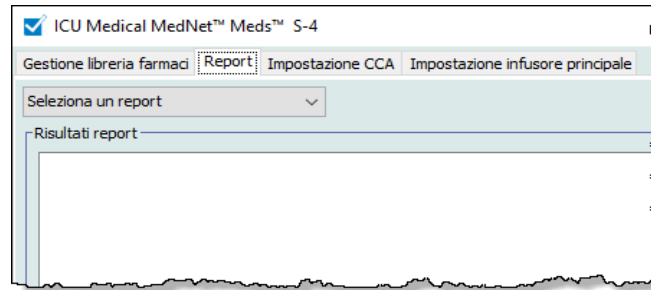 ICU Medical MedNet™ Meds™ S-4
Gestione libreria farmaci Report Impostazione CCA Impostazione infusore principale
Seleziona un report
Risultati report